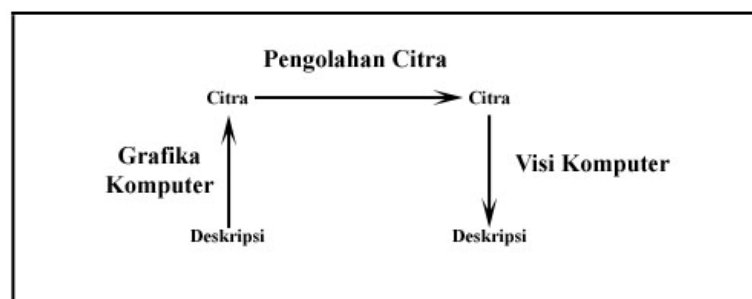 Pengolahan Citra
Citra
Citra
Grafika
Komputer
Visi Komputer
Deskripsi
Deskripsi